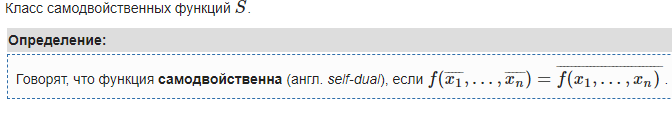 Класс самодвойственных функций $S$.
Определение:
Говорят, что функция самодвойственна (англ. self-dual), если $f(\overline{x_1}, \ldots, \overline{x_n}) = \overline{f(x_1, \ldots, x_n)}$.